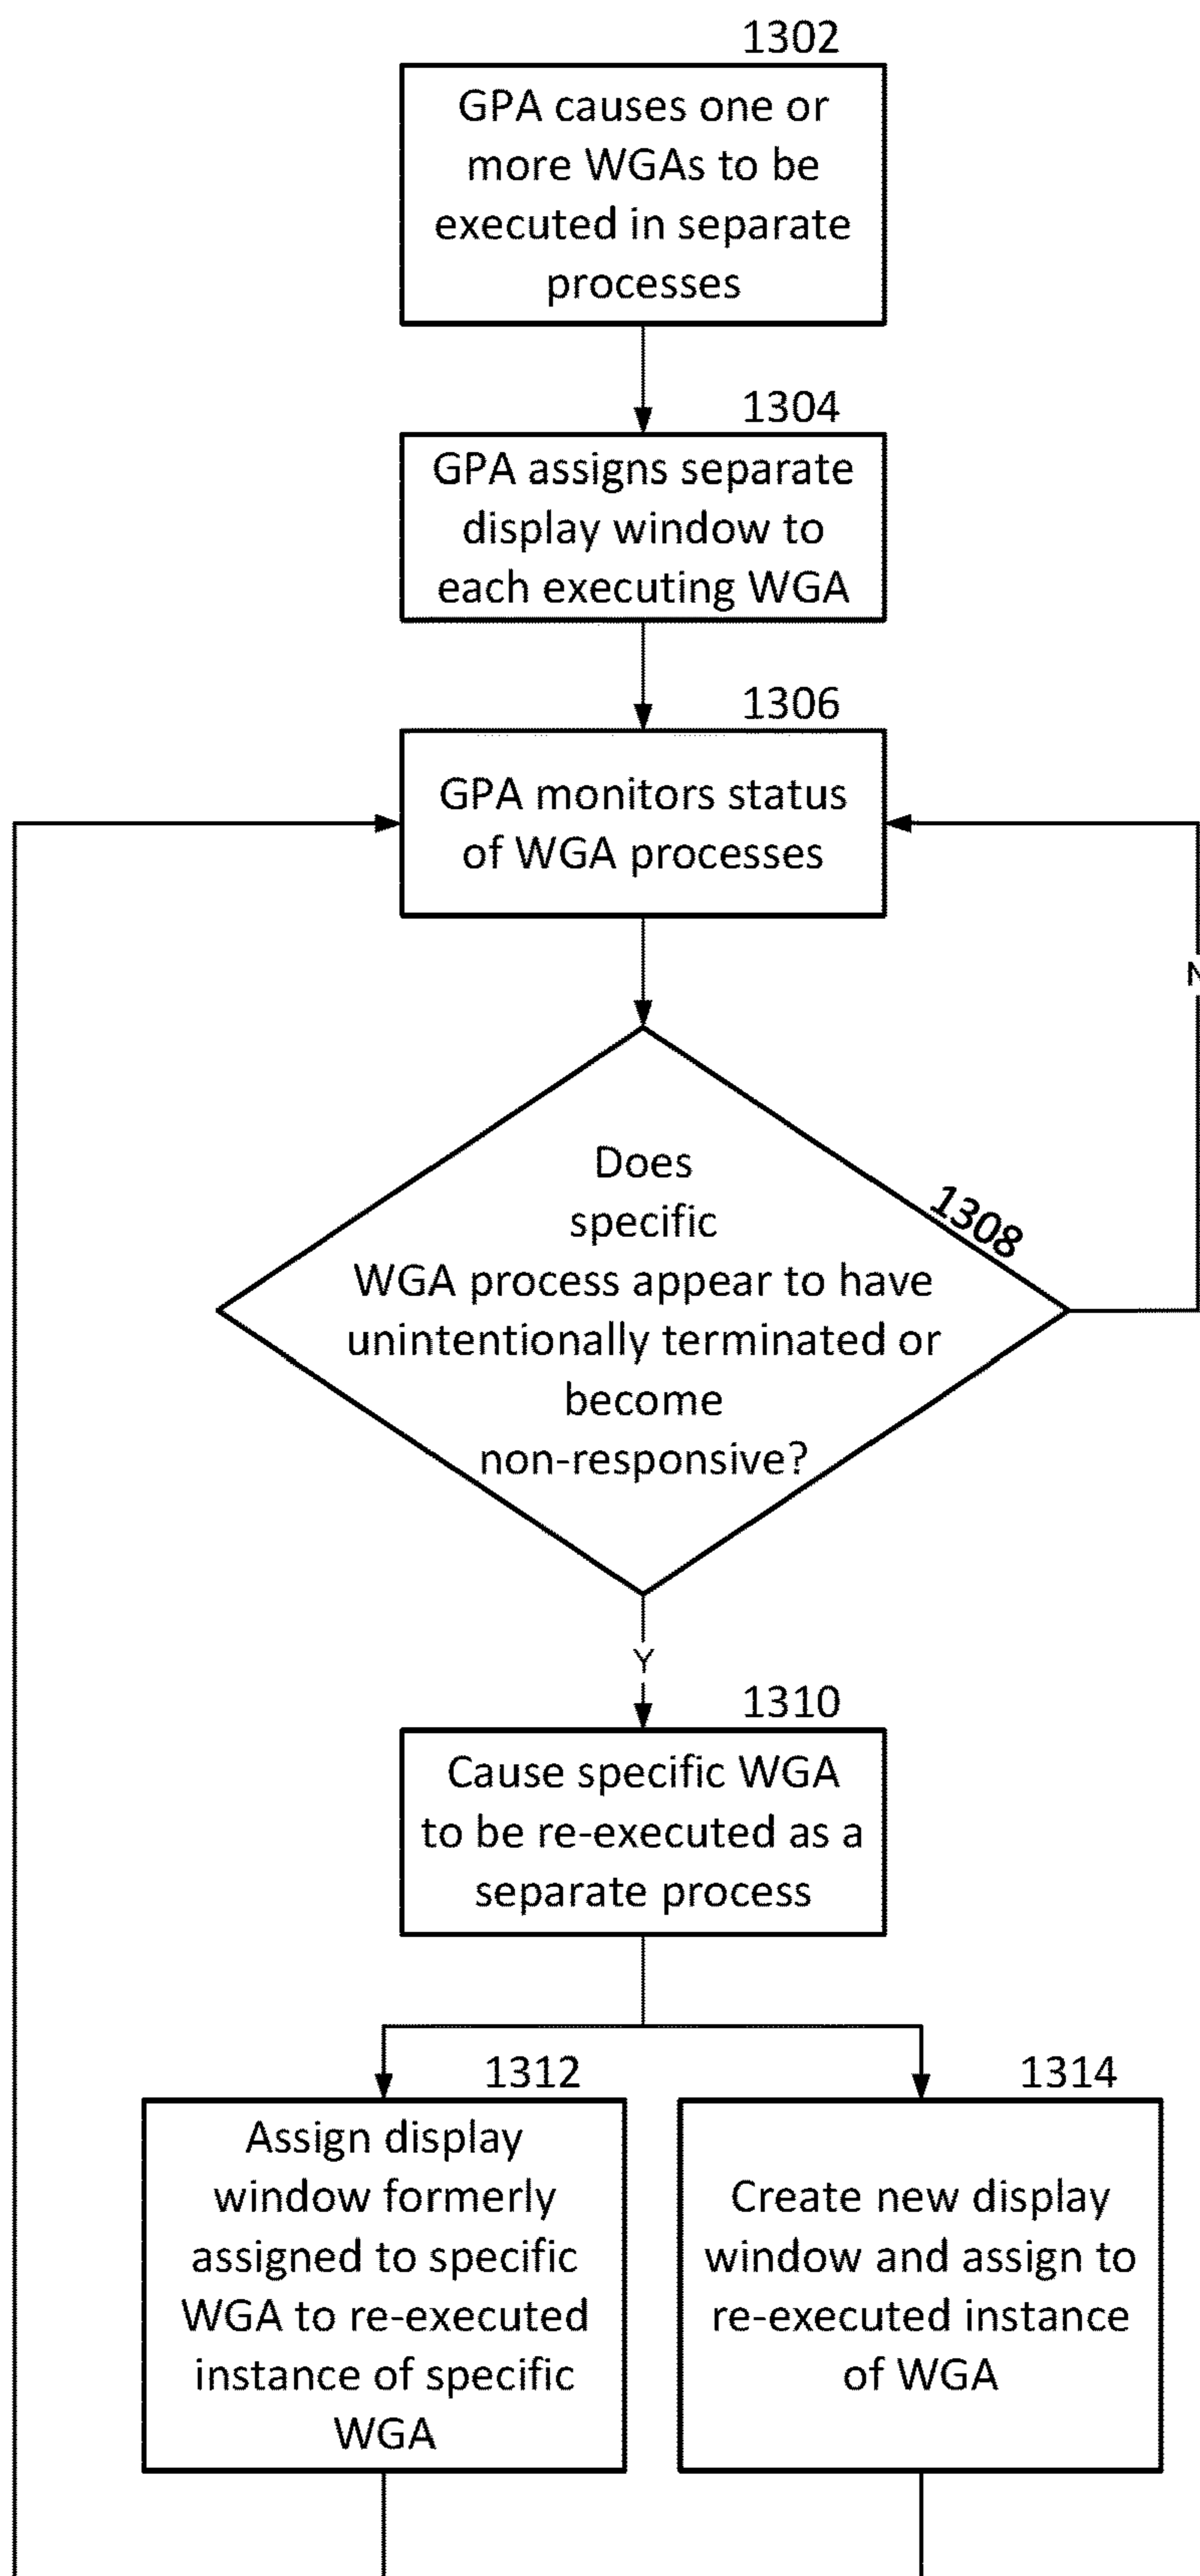 1302
GPA causes one or
more WGAs to be
executed in separate
processes
1304
GPA assigns separate
display window to
each executing WGA
1306
GPA monitors status
of WGA processes
N
1308
Does
specific
WGA process appear to have
unintentionally terminated or
become
non-responsive?
Y
1310
Cause specific WGA
to be re-executed as a
separate process
1312
Assign display
window formerly
assigned to specific
WGA to re-executed
instance of specific
WGA
1314
Create new display
window and assign to
re-executed instance
of WGA